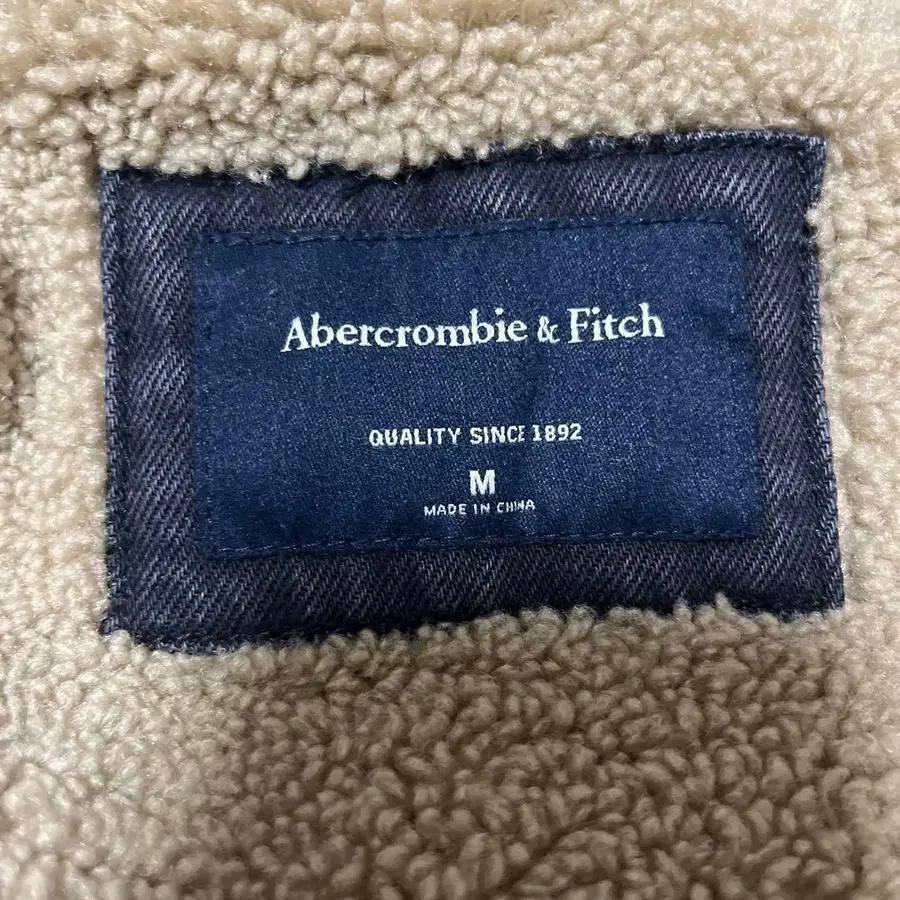 Abercrombie & Fitch
QUALITY SINCE 1892
M
MADE IN CHINA